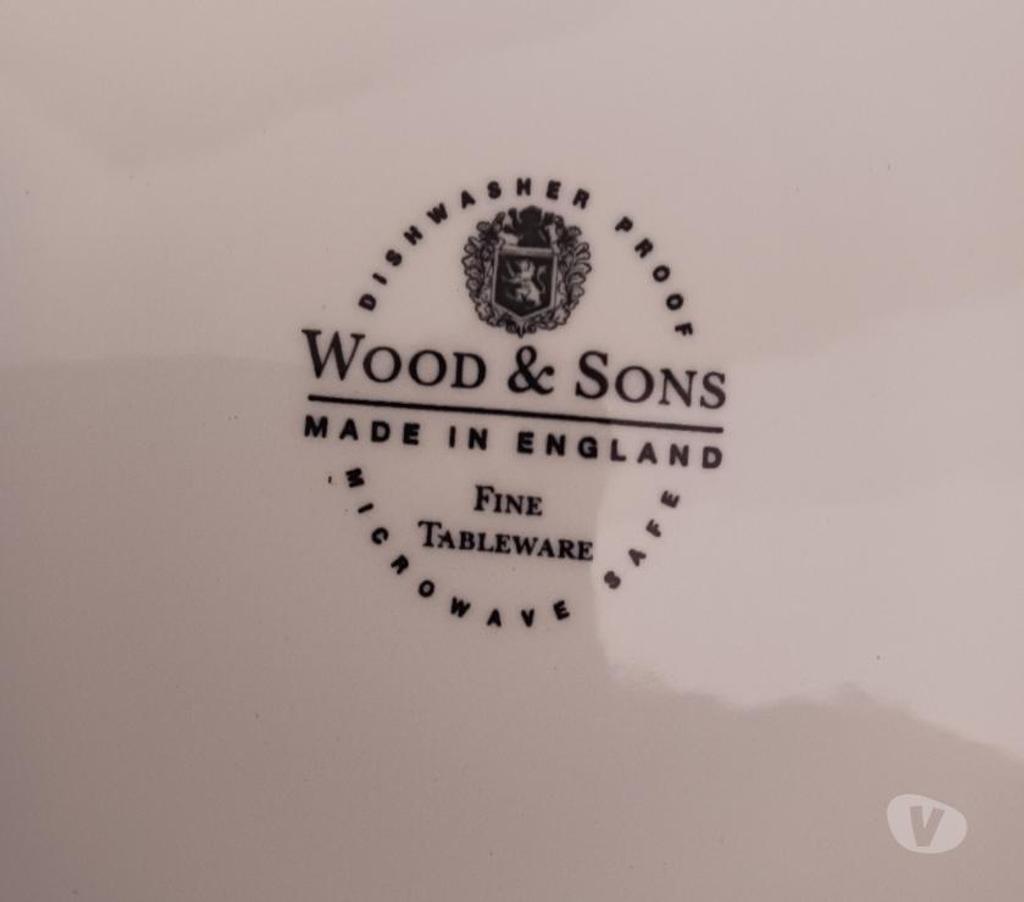 DISHWASHER PROOF
WOOD & SONS
MADE IN ENGLAND
FINE
TABLEWARE
MICROWAVE SAFE
V